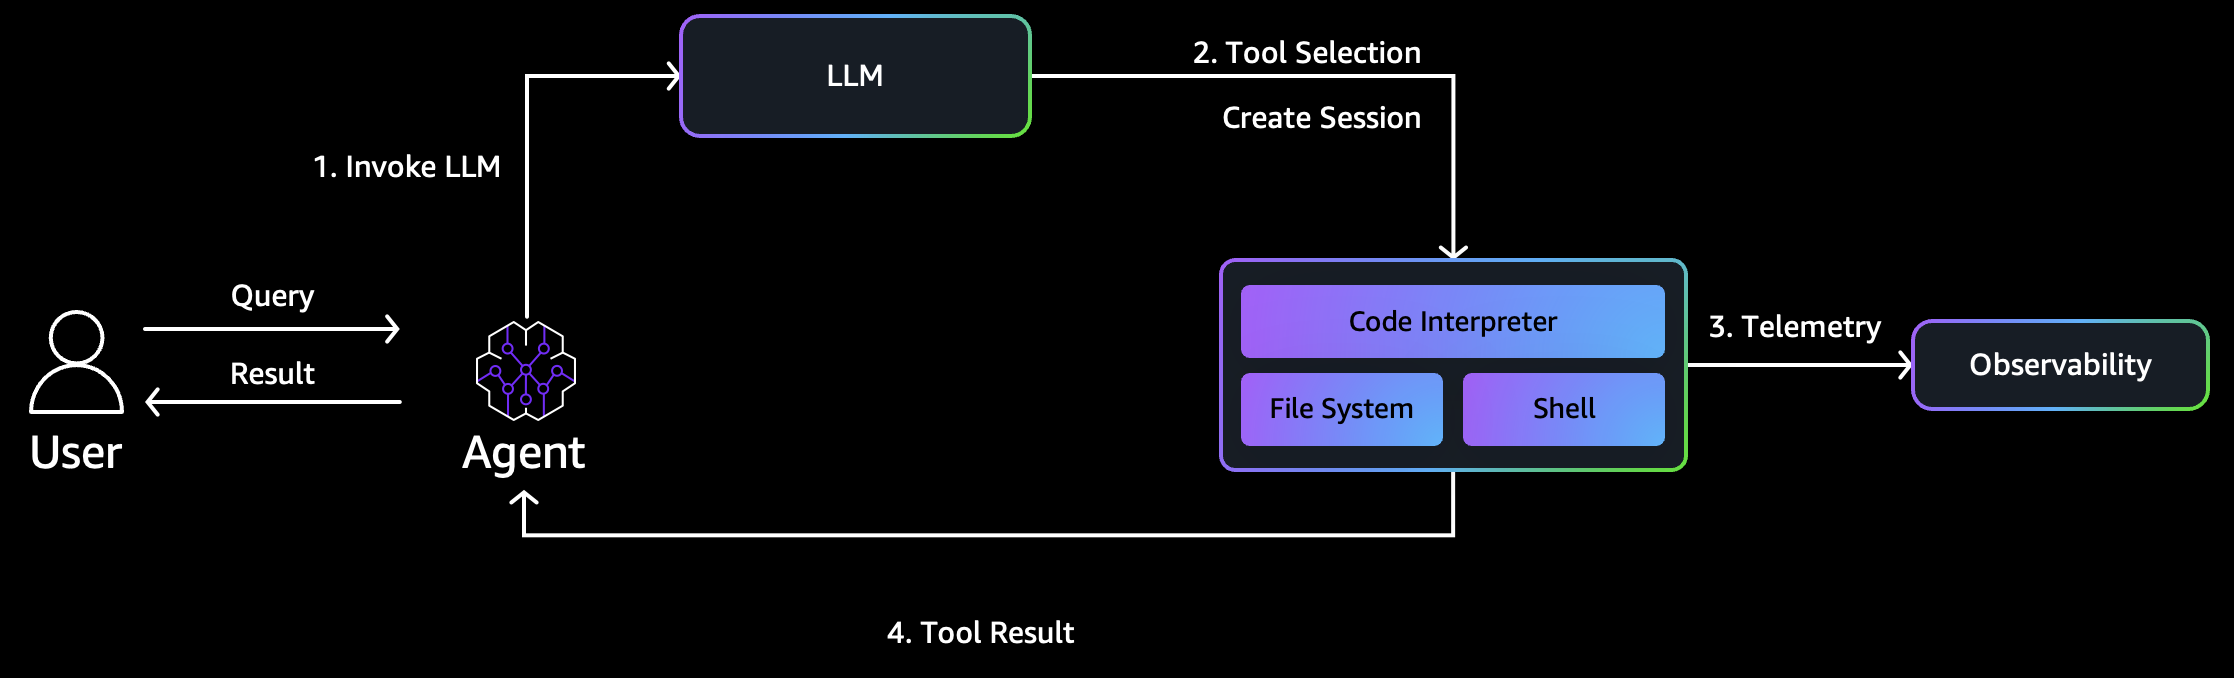 LLM
2. Tool Selection
Create Session
1. Invoke LLM
Query
Result
User
Agent
Code Interpreter
File System
Shell
3. Telemetry
Observability
4. Tool Result